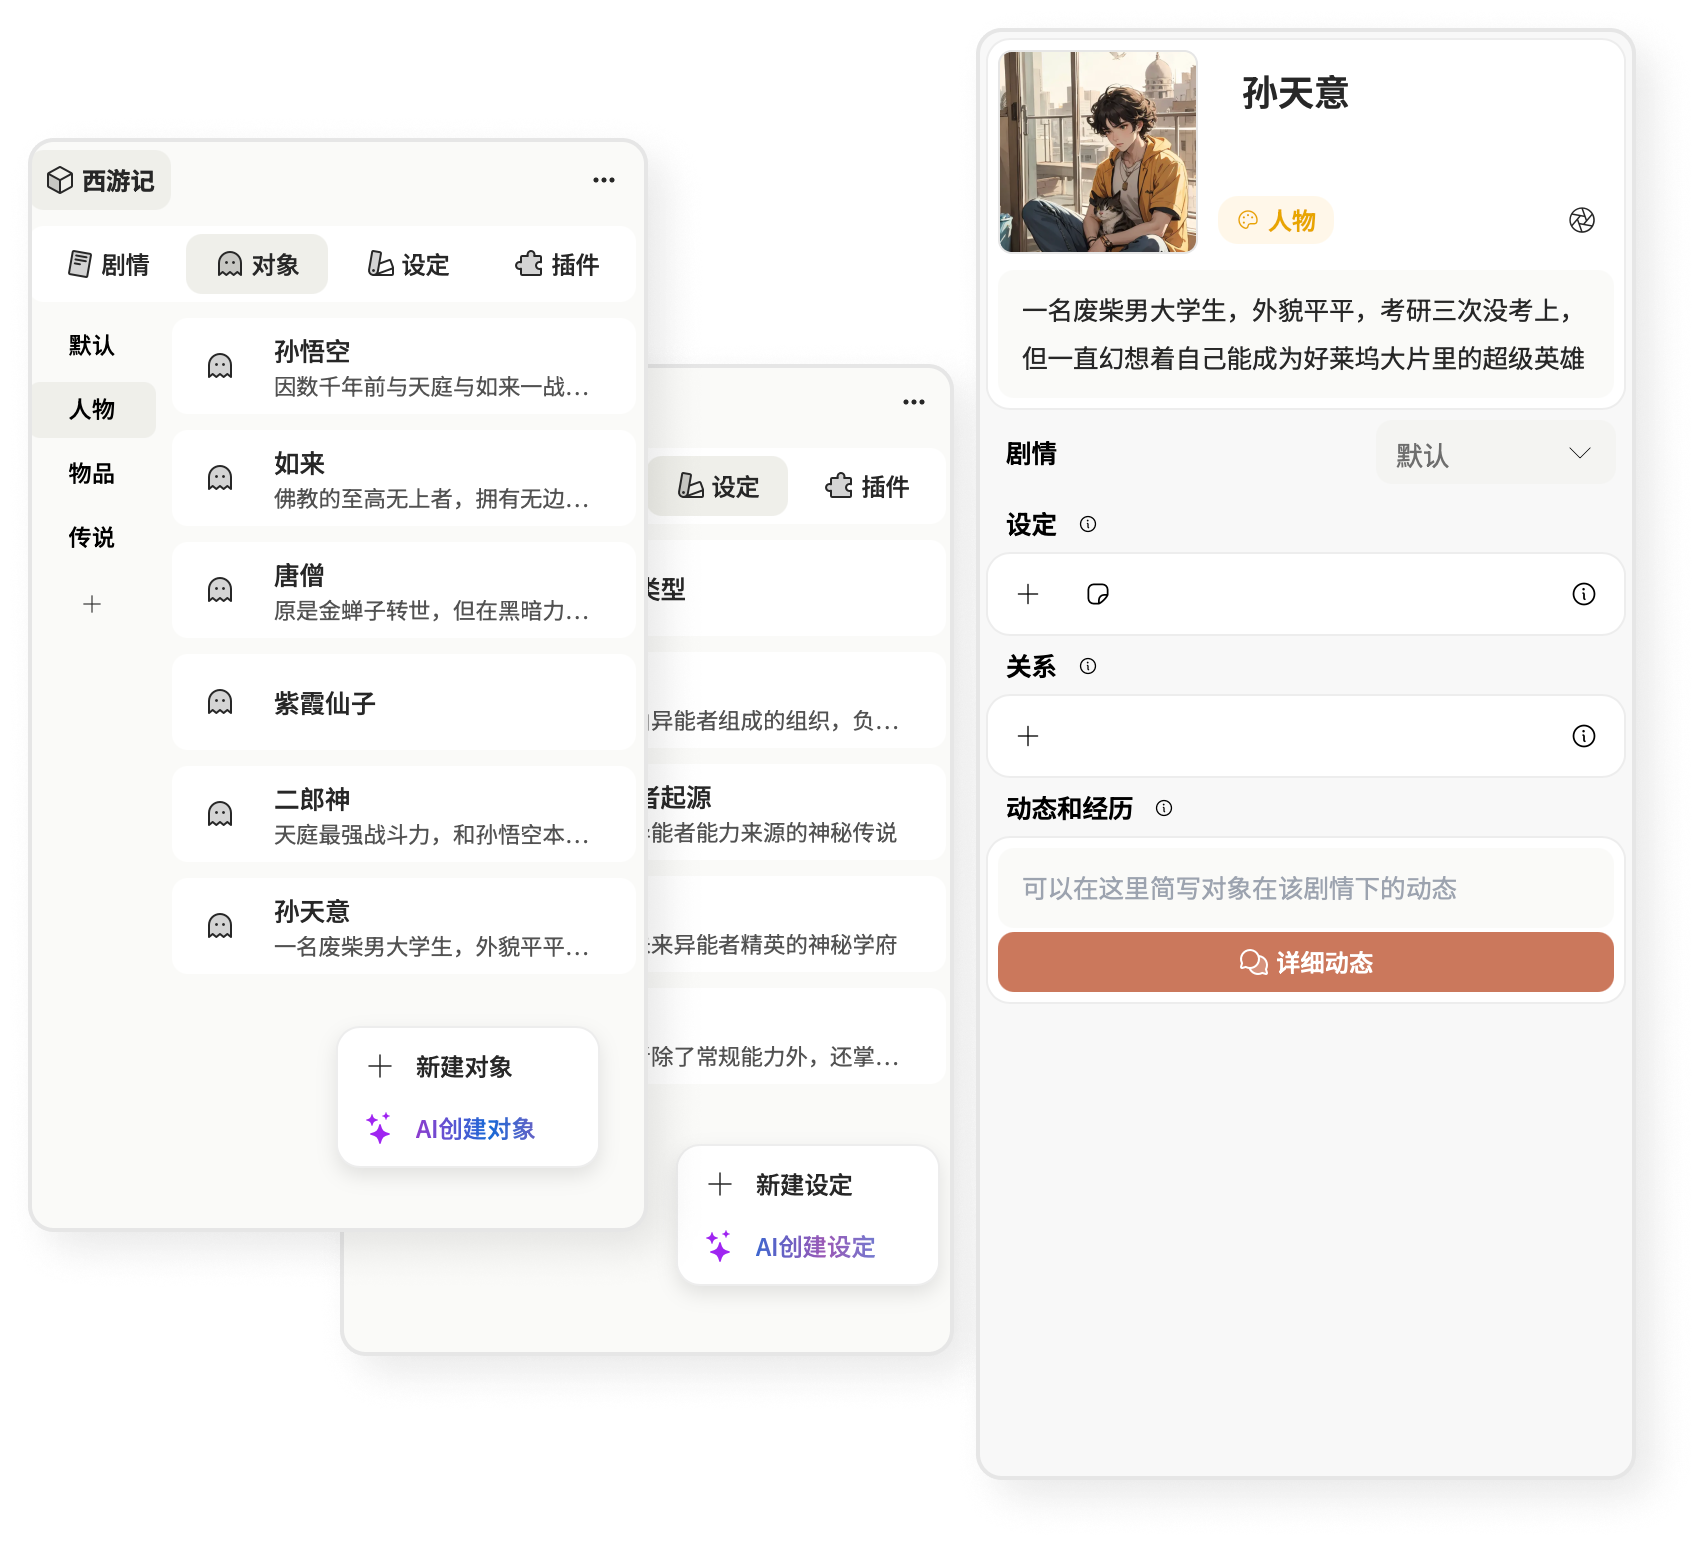 西游记
剧情
对象
设定
插件
默认
人物
物品
传说
孙悟空
因数千年前与天庭与如来一战...
如来
佛教的至高无上者，拥有无边...
唐僧
原是金蝉子转世，但在黑暗力...
紫霞仙子
二郎神
天庭最强战斗力，和孙悟空本...
孙天意
一名废柴男大学生，外貌平平...
新建对象
AI创建对象
设定
插件
类型
异能者组成的组织，负...
者起源
能者能力来源的神秘传说
来异能者精英的神秘学府
除了常规能力外，还掌...
新建设定
AI创建设定
孙天意
人物
一名废柴男大学生，外貌平平，考研三次没考上，
但一直幻想着自己能成为好莱坞大片里的超级英雄
剧情
默认
设定
关系
动态和经历
可以在这里简写对象在该剧情下的动态
详细动态